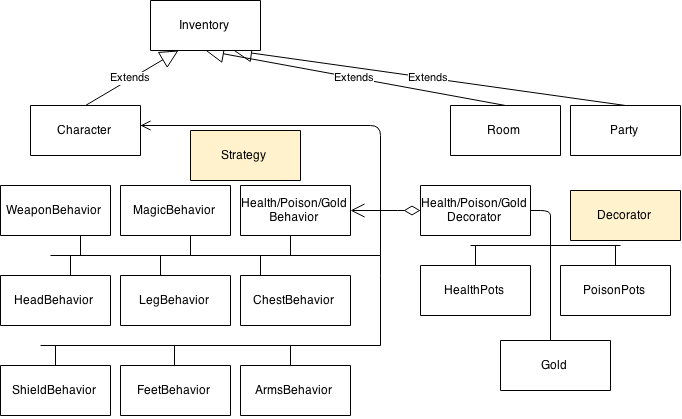 Inventory
Extends
Extends
Extends
Character
Room
Party
Strategy
WeaponBehavior
MagicBehavior
Health/Poison/Gold
Behavior
Health/Poison/Gold
Decorator
Decorator
HeadBehavior
LegBehavior
ChestBehavior
HealthPots
PoisonPots
Gold
ShieldBehavior
FeetBehavior
ArmsBehavior